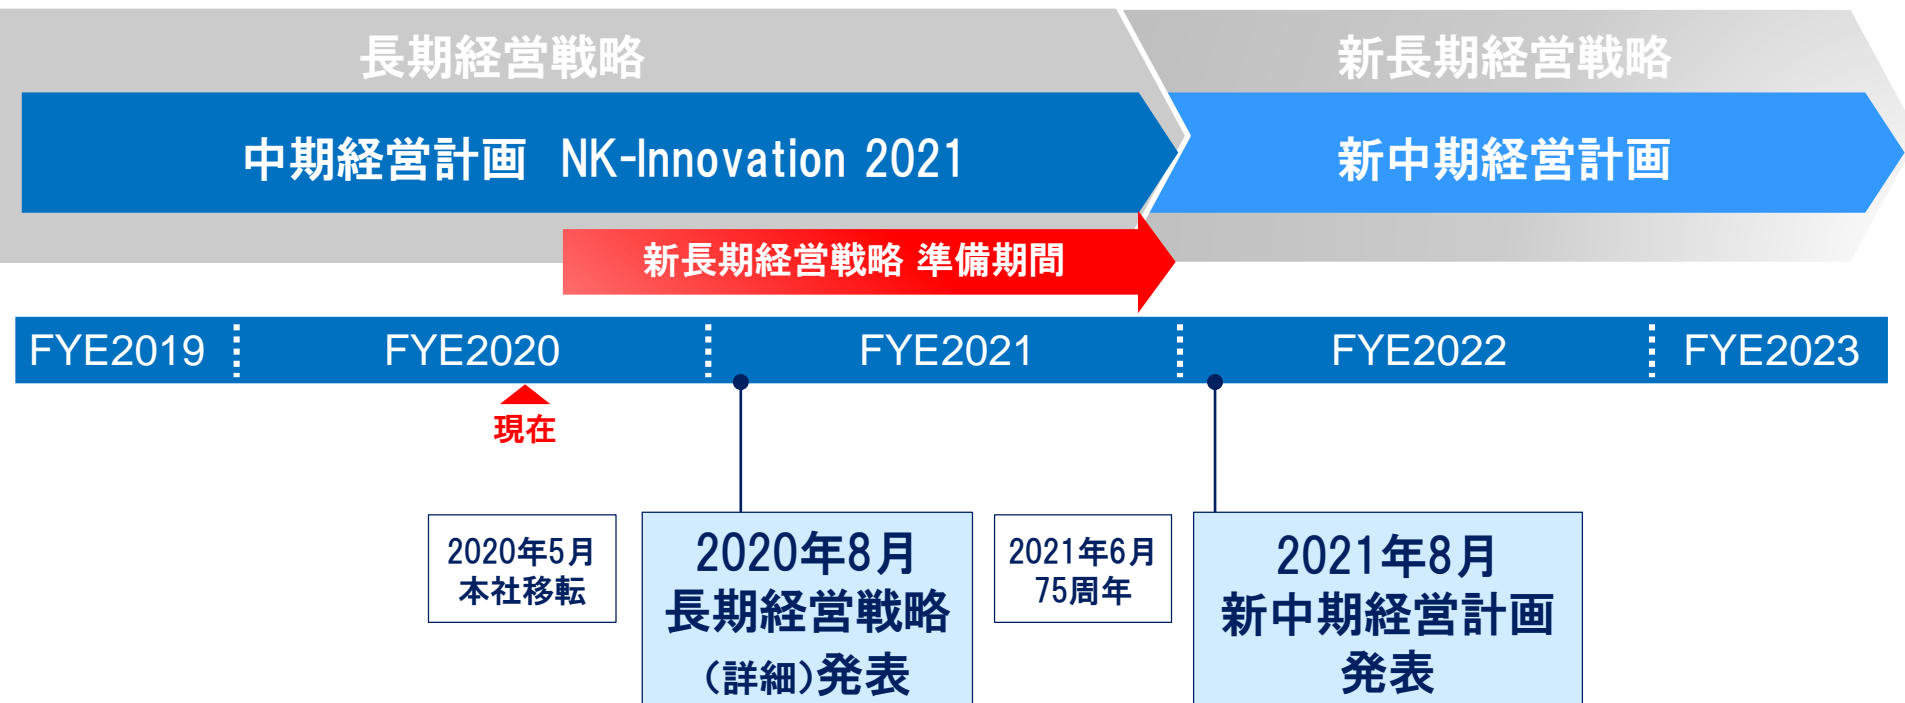 長期経営戦略
新長期経営戦略
中期経営計画　NK-Innovation 2021
新中期経営計画
新長期経営戦略 準備期間
FYE2019
FYE2020
FYE2021
FYE2022
FYE2023
現在
2020年5月
本社移転
2020年8月
長期経営戦略
（詳細）発表
2021年6月
75周年
2021年8月
新中期経営計画
発表